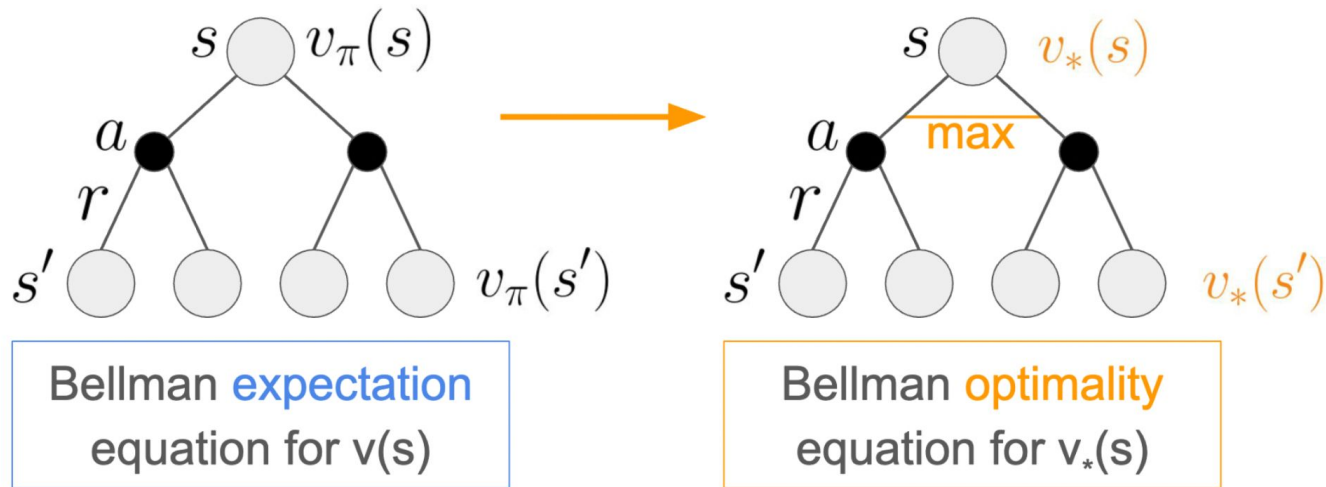 s v_π(s)
a
r
s′ v_π(s′)
Bellman expectation
equation for v(s)
s v_*(s)
max
a
r
s′ v_*(s′)
Bellman optimality
equation for v_*(s)